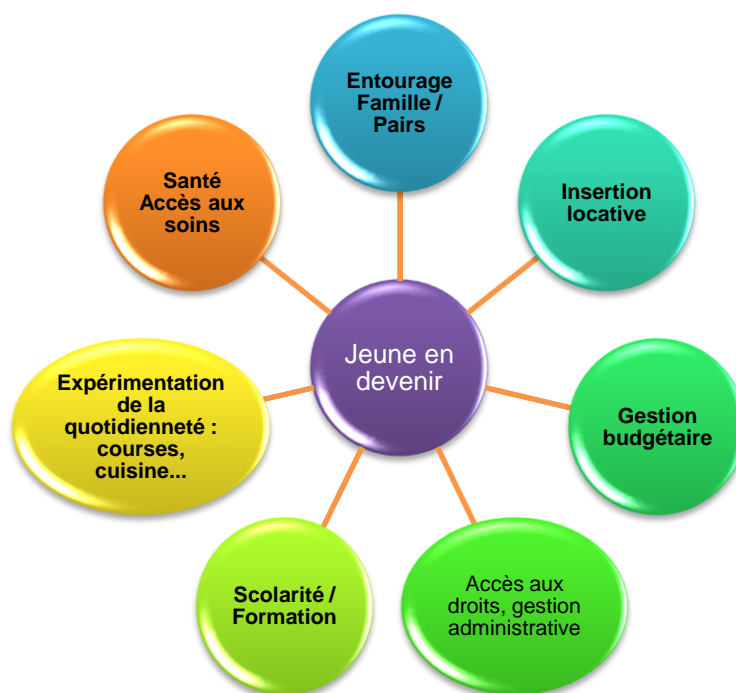 Entourage
Famille /
Pairs
Insertion
locative
Gestion
budgétaire
Accès aux
droits, gestion
administrative
Scolarité /
Formation
Expérimentation
de la
quotidienneté :
courses,
cuisine...
Santé
Accès aux
soins
Jeune en
devenir